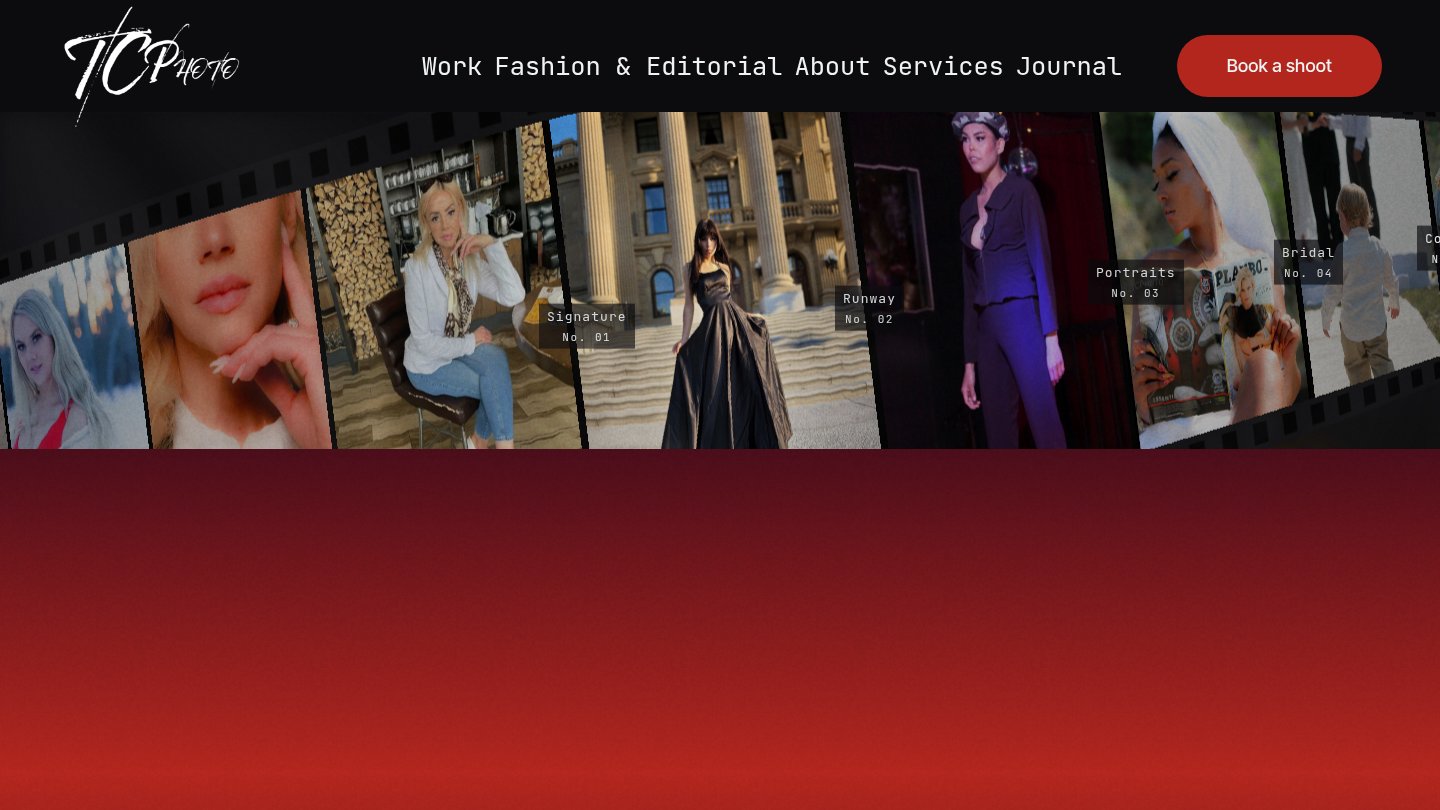 TCPHOTO
Work Fashion & Editorial About Services Journal
Book a shoot
Signature
No. 01
Runway
No. 02
Portraits
No. 03
Bridal
No. 04
PLAYBO.